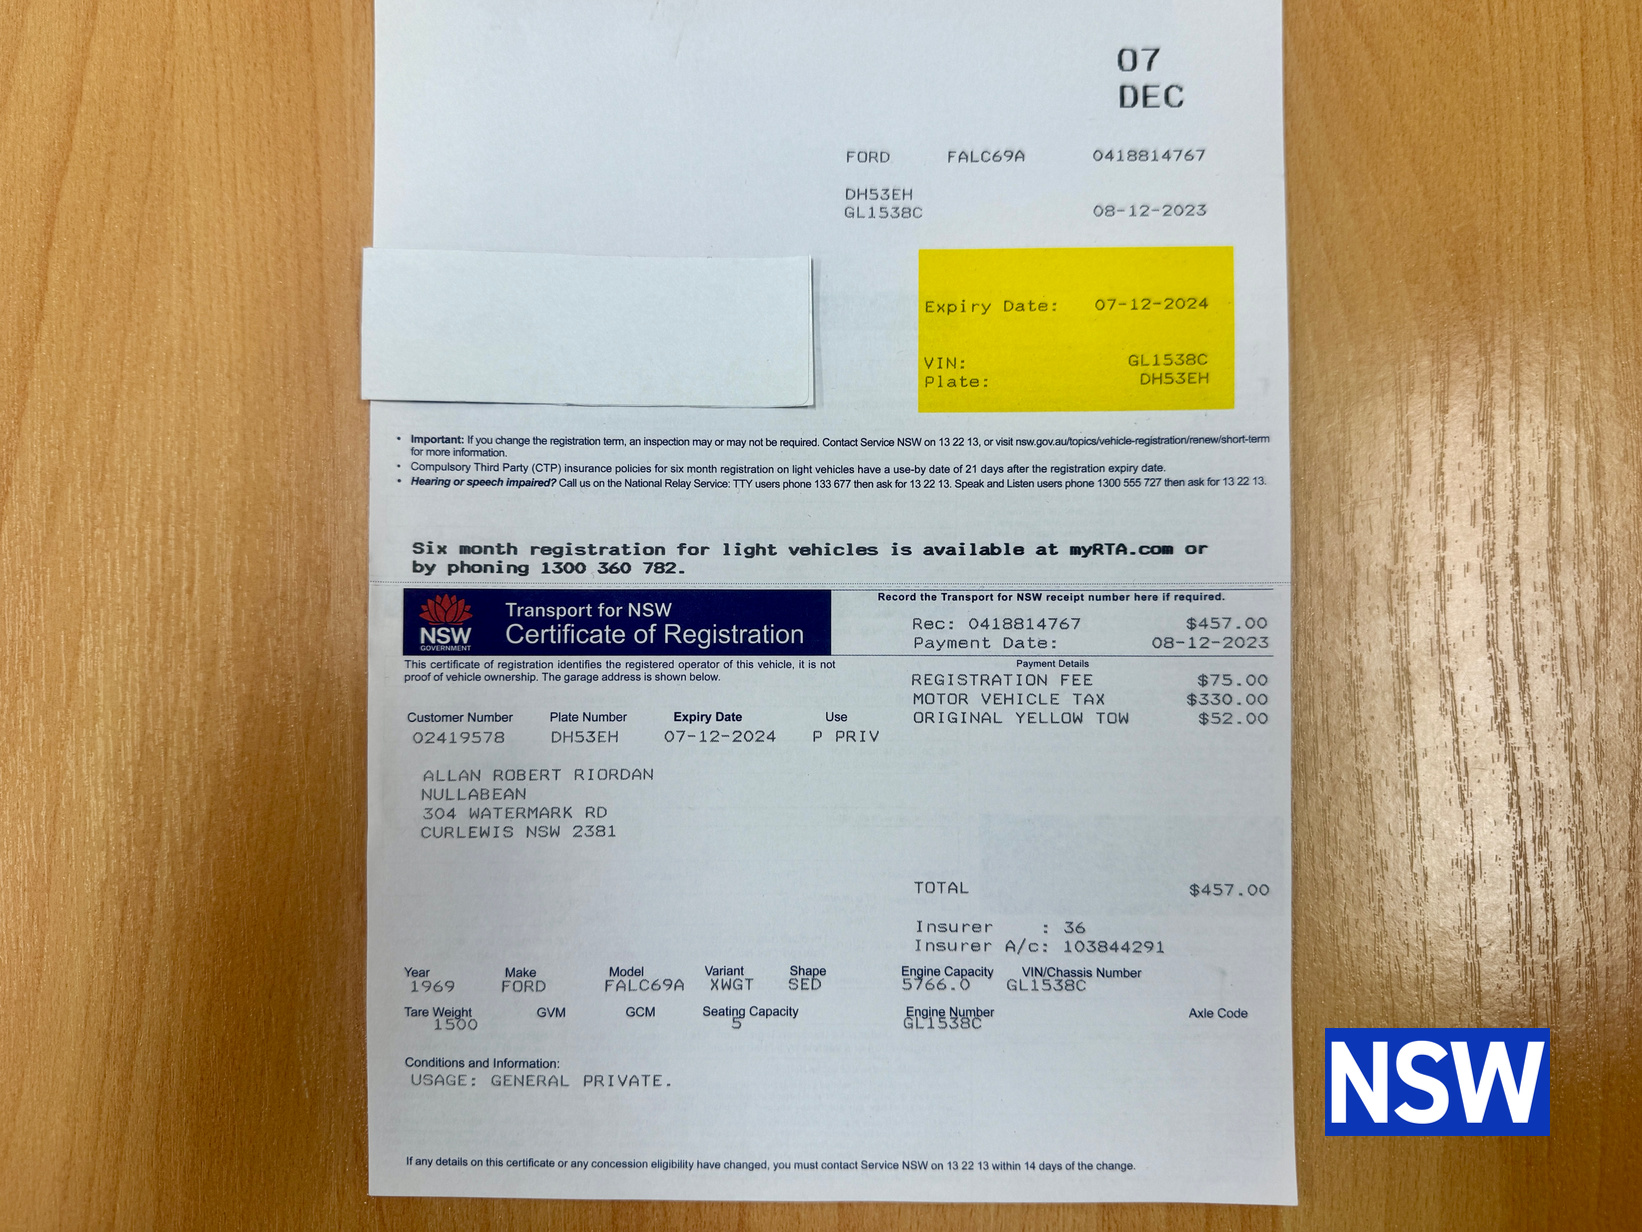 07
DEC
FORD FALC69A 0418814767
DH53EH
GL1538C 08-12-2023
Expiry Date: 07-12-2024
VIN: GL1538C
Plate: DH53EH
• Important: If you change the registration term, an inspection may or may not be required. Contact Service NSW on 13 22 13, or visit nsw.gov.au/topics/vehicle-registration/renew/short-term
for more information.
• Compulsory Third Party (CTP) insurance policies for six month registration on light vehicles have a use-by date of 21 days after the registration expiry date.
• Hearing or speech impaired? Call us on the National Relay Service: TTY users phone 133 677 then ask for 13 22 13. Speak and Listen users phone 1300 555 727 then ask for 13 22 13.
Six month registration for light vehicles is available at myRTA.com or
by phoning 1300 360 782.
NSW
GOVERNMENT
Transport for NSW
Certificate of Registration
Record the Transport for NSW receipt number here if required.
Rec: 0418814767 $457.00
Payment Date: 08-12-2023
This certificate of registration identifies the registered operator of this vehicle, it is not
proof of vehicle ownership. The garage address is shown below.
Payment Details
REGISTRATION FEE $75.00
MOTOR VEHICLE TAX $330.00
ORIGINAL YELLOW TOW $52.00
Customer Number Plate Number Expiry Date Use
02419578 DH53EH 07-12-2024 P PRIV
ALLAN ROBERT RIORDAN
NULLABEAN
304 WATERMARK RD
CURLEWIS NSW 2381
TOTAL $457.00
Insurer : 36
Insurer A/c: 103844291
Year Make Model Variant Shape Engine Capacity VIN/Chassis Number
1969 FORD FALC69A XWGT SED 5766.0 GL1538C
Tare Weight GVM GCM Seating Capacity Engine Number Axle Code
1500 5 GL1538C
Conditions and Information:
USAGE: GENERAL PRIVATE.
If any details on this certificate or any concession eligibility have changed, you must contact Service NSW on 13 22 13 within 14 days of the change.
NSW